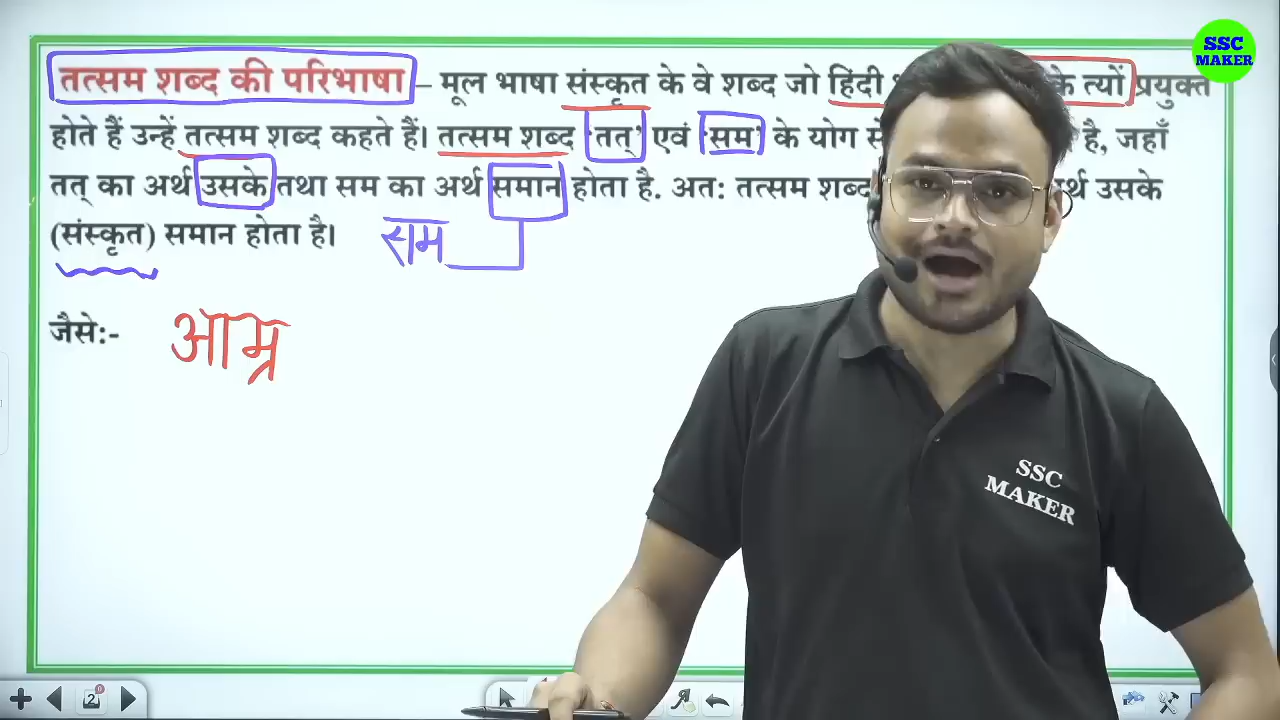 SSC
MAKER
तत्सम शब्द की परिभाषा – मूल भाषा संस्कृत के वे शब्द जो हिंदी के त्यों प्रयुक्त
होते हैं उन्हें तत्सम शब्द कहते हैं। तत्सम शब्द 'तत्' एवं 'सम' के योग से है, जहाँ
तत् का अर्थ उसके तथा सम का अर्थ समान होता है. अतः तत्सम शब्द उसके
(संस्कृत) समान होता है।
सम
जैसे:-
आम्र
SSC
MAKER
2